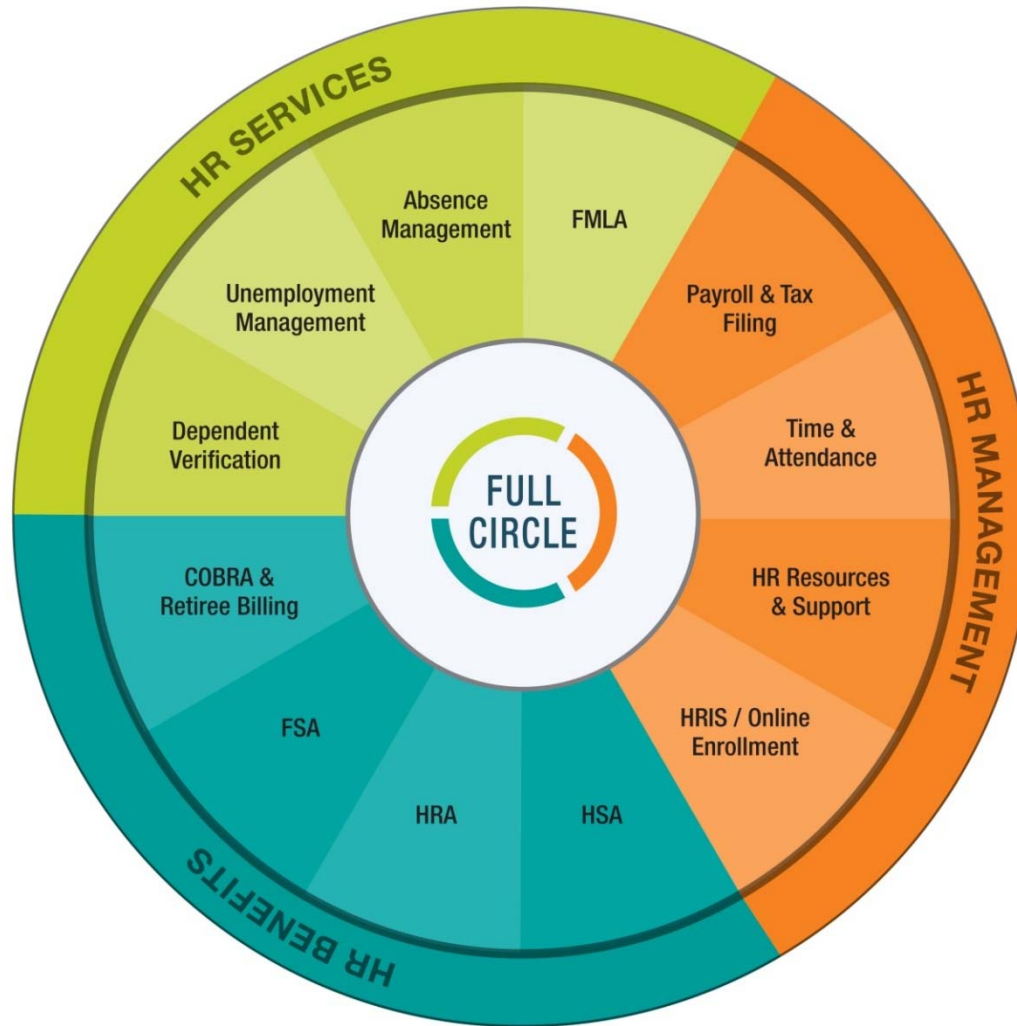 HR SERVICES
Absence
Management
FMLA
Unemployment
Management
Dependent
Verification
HR MANAGEMENT
Payroll & Tax
Filing
Time &
Attendance
HR Resources
& Support
HRIS / Online
Enrollment
FULL
CIRCLE
COBRA &
Retiree Billing
FSA
HRA
HSA
HR BENEFITS